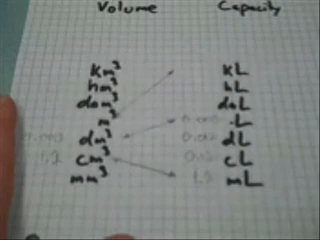 Volume Capacity
km³ kL
hm³ hL
dam³ daL
m³ L
dm³ dL
cm³ cL
mm³ mL